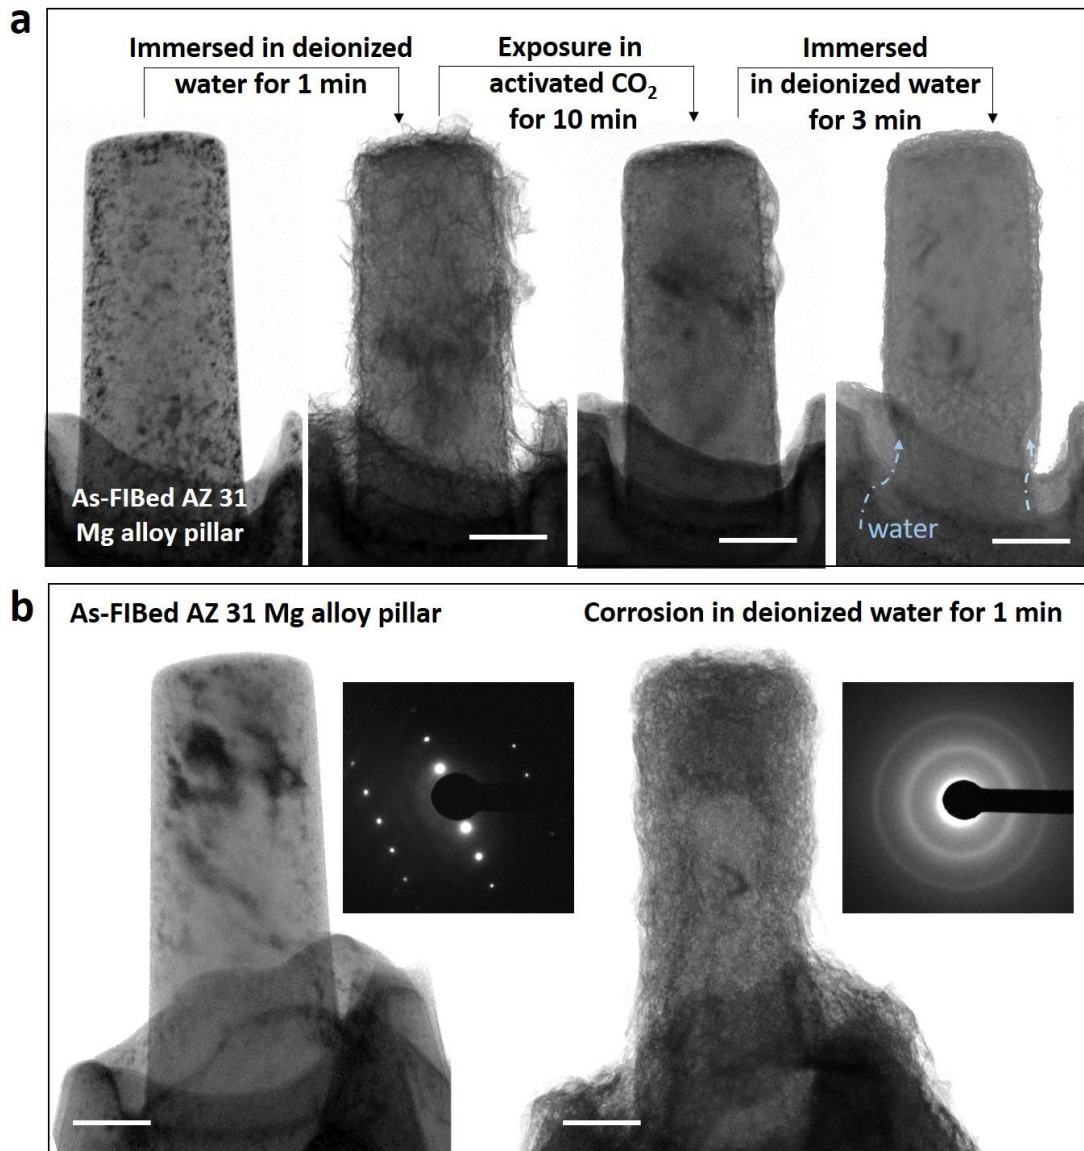 a
Immersed in deionized
water for 1 min
Exposure in
activated CO₂
for 10 min
Immersed
in deionized water
for 3 min
As-FIBed AZ 31
Mg alloy pillar
water
b
As-FIBed AZ 31 Mg alloy pillar
Corrosion in deionized water for 1 min